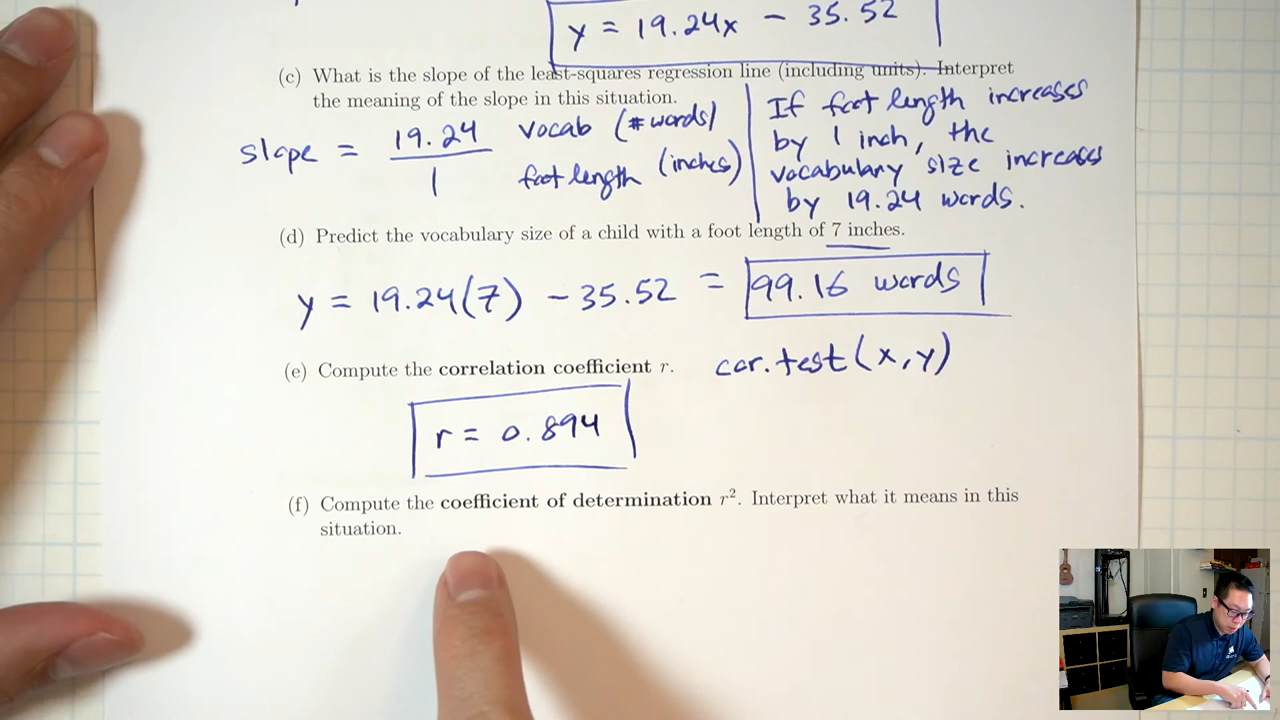 y = 19.24x - 35.52
(c) What is the slope of the least-squares regression line (including units). Interpret
the meaning of the slope in this situation.
slope = 19.24 / 1 vocab (# words) / foot length (inches)
If foot length increases
by 1 inch, the
vocabulary size increases
by 19.24 words.
(d) Predict the vocabulary size of a child with a foot length of 7 inches.
y = 19.24(7) - 35.52 = 99.16 words
(e) Compute the correlation coefficient r. cor.test(x,y)
r = 0.894
(f) Compute the coefficient of determination r². Interpret what it means in this
situation.